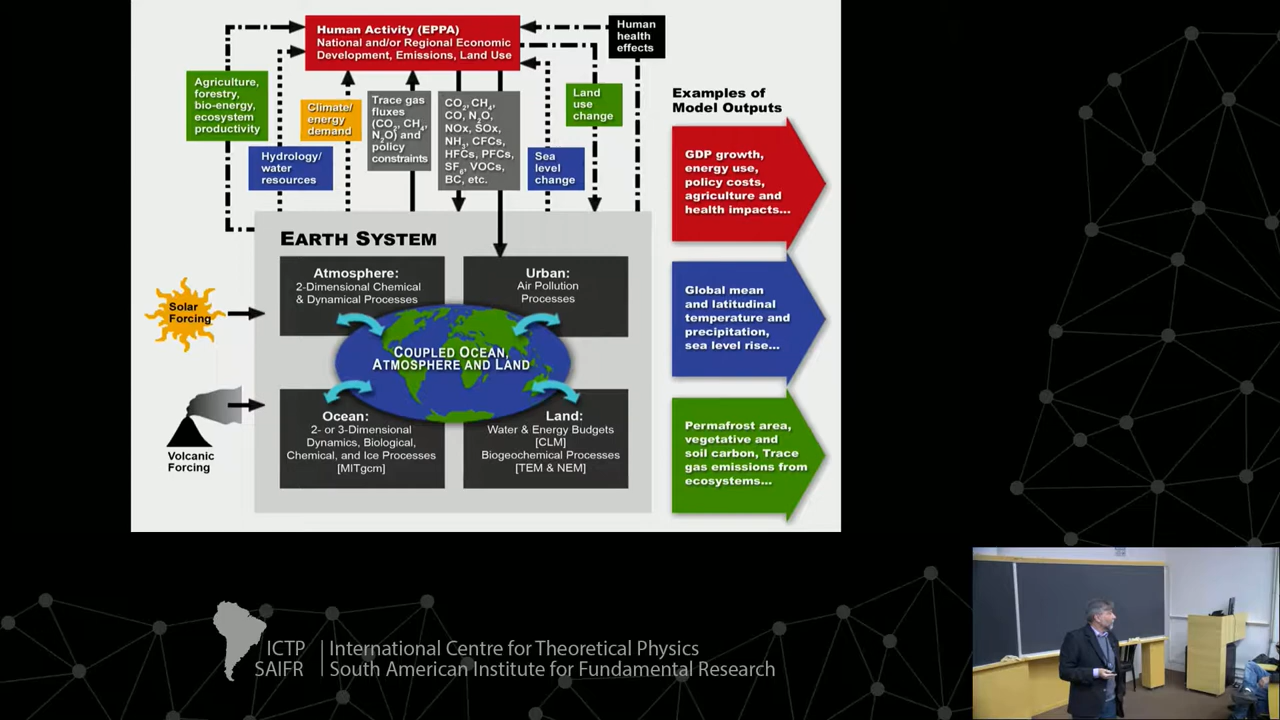 Human Activity (EPPA)
National and/or Regional Economic
Development, Emissions, Land Use
Human
health
effects
Agriculture,
forestry,
bio-energy,
ecosystem
productivity
Hydrology/
water
resources
Climate/
energy
demand
Trace gas
fluxes
(CO2, CH4,
N2O) and
policy
constraints
CO2, CH4,
CO, N2O,
NOx, SOx,
NH3, CFCs,
HFCs, PFCs,
SF6, VOCs,
BC, etc.
Sea
level
change
Land
use
change
EARTH SYSTEM
Atmosphere:
2-Dimensional Chemical
& Dynamical Processes
Urban:
Air Pollution
Processes
COUPLED OCEAN,
ATMOSPHERE AND LAND
Ocean:
2- or 3-Dimensional
Dynamics, Biological,
Chemical, and Ice Processes
[MITgcm]
Land:
Water & Energy Budgets
[CLM]
Biogeochemical Processes
[TEM & NEM]
Solar
Forcing
Volcanic
Forcing
Examples of
Model Outputs
GDP growth,
energy use,
policy costs,
agriculture and
health impacts...
Global mean
and latitudinal
temperature and
precipitation,
sea level rise...
Permafrost area,
vegetative and
soil carbon, Trace
gas emissions from
ecosystems...
ICTP
SAIFR
International Centre for Theoretical Physics
South American Institute for Fundamental Research